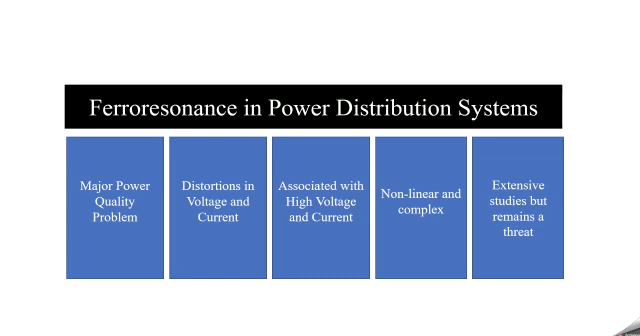 Ferroresonance in Power Distribution Systems
Major Power
Quality
Problem
Distortions in
Voltage and
Current
Associated with
High Voltage
and Current
Non-linear and
complex
Extensive
studies but
remains a
threat